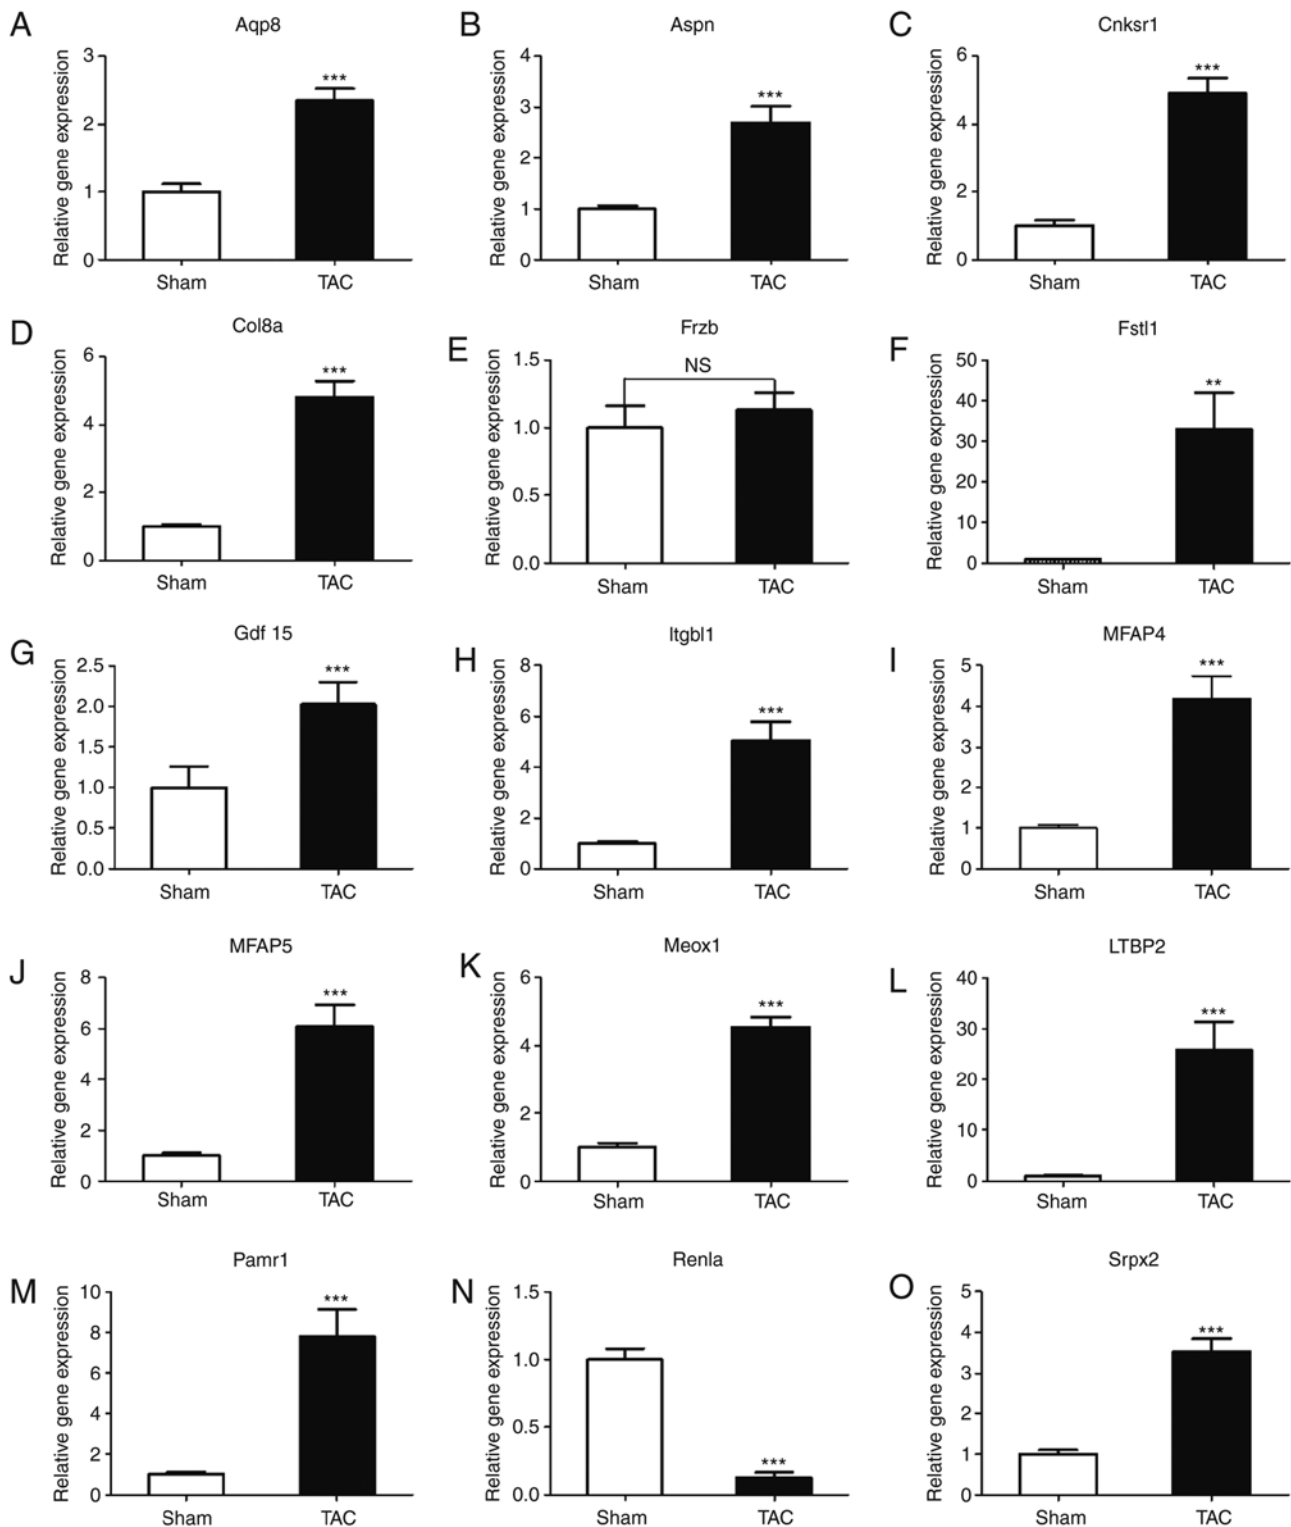 A
Aqp8
Relative gene expression
3
2
1
0
***
Sham
TAC
B
Aspn
Relative gene expression
4
3
2
1
0
***
Sham
TAC
C
Cnksr1
Relative gene expression
6
4
2
0
***
Sham
TAC
D
Col8a
Relative gene expression
6
4
2
0
***
Sham
TAC
E
Frzb
Relative gene expression
1.5
1.0
0.5
0.0
NS
Sham
TAC
F
Fstl1
Relative gene expression
50
40
30
20
10
0
**
Sham
TAC
G
Gdf 15
Relative gene expression
2.5
2.0
1.5
1.0
0.5
0.0
***
Sham
TAC
H
Itgbl1
Relative gene expression
8
6
4
2
0
***
Sham
TAC
I
MFAP4
Relative gene expression
5
4
3
2
1
0
***
Sham
TAC
J
MFAP5
Relative gene expression
8
6
4
2
0
***
Sham
TAC
K
Meox1
Relative gene expression
6
4
2
0
***
Sham
TAC
L
LTBP2
Relative gene expression
40
30
20
10
0
***
Sham
TAC
M
Pamr1
Relative gene expression
10
8
6
4
2
0
***
Sham
TAC
N
Renla
Relative gene expression
1.5
1.0
0.5
0.0
***
Sham
TAC
O
Srpx2
Relative gene expression
5
4
3
2
1
0
***
Sham
TAC